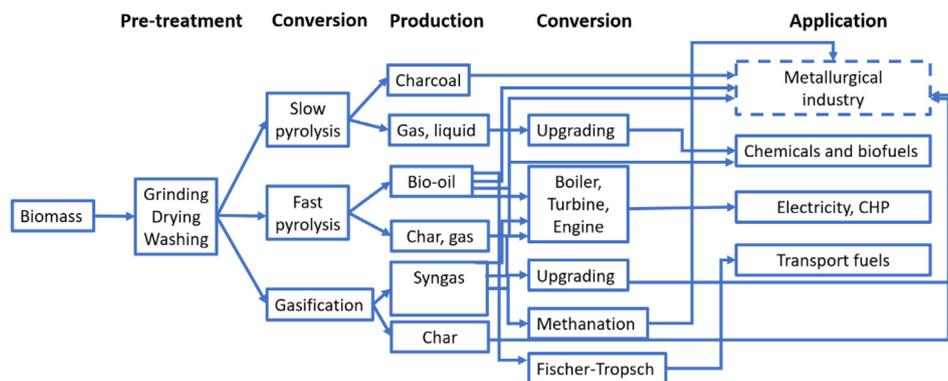 Pre-treatment Conversion Production Conversion Application
Charcoal
Metallurgical
industry
Slow
pyrolysis
Gas, liquid
Upgrading
Chemicals and biofuels
Biomass
Grinding
Drying
Washing
Fast
pyrolysis
Bio-oil
Char, gas
Boiler,
Turbine,
Engine
Electricity, CHP
Gasification
Syngas
Char
Upgrading
Methanation
Fischer-Tropsch
Transport fuels